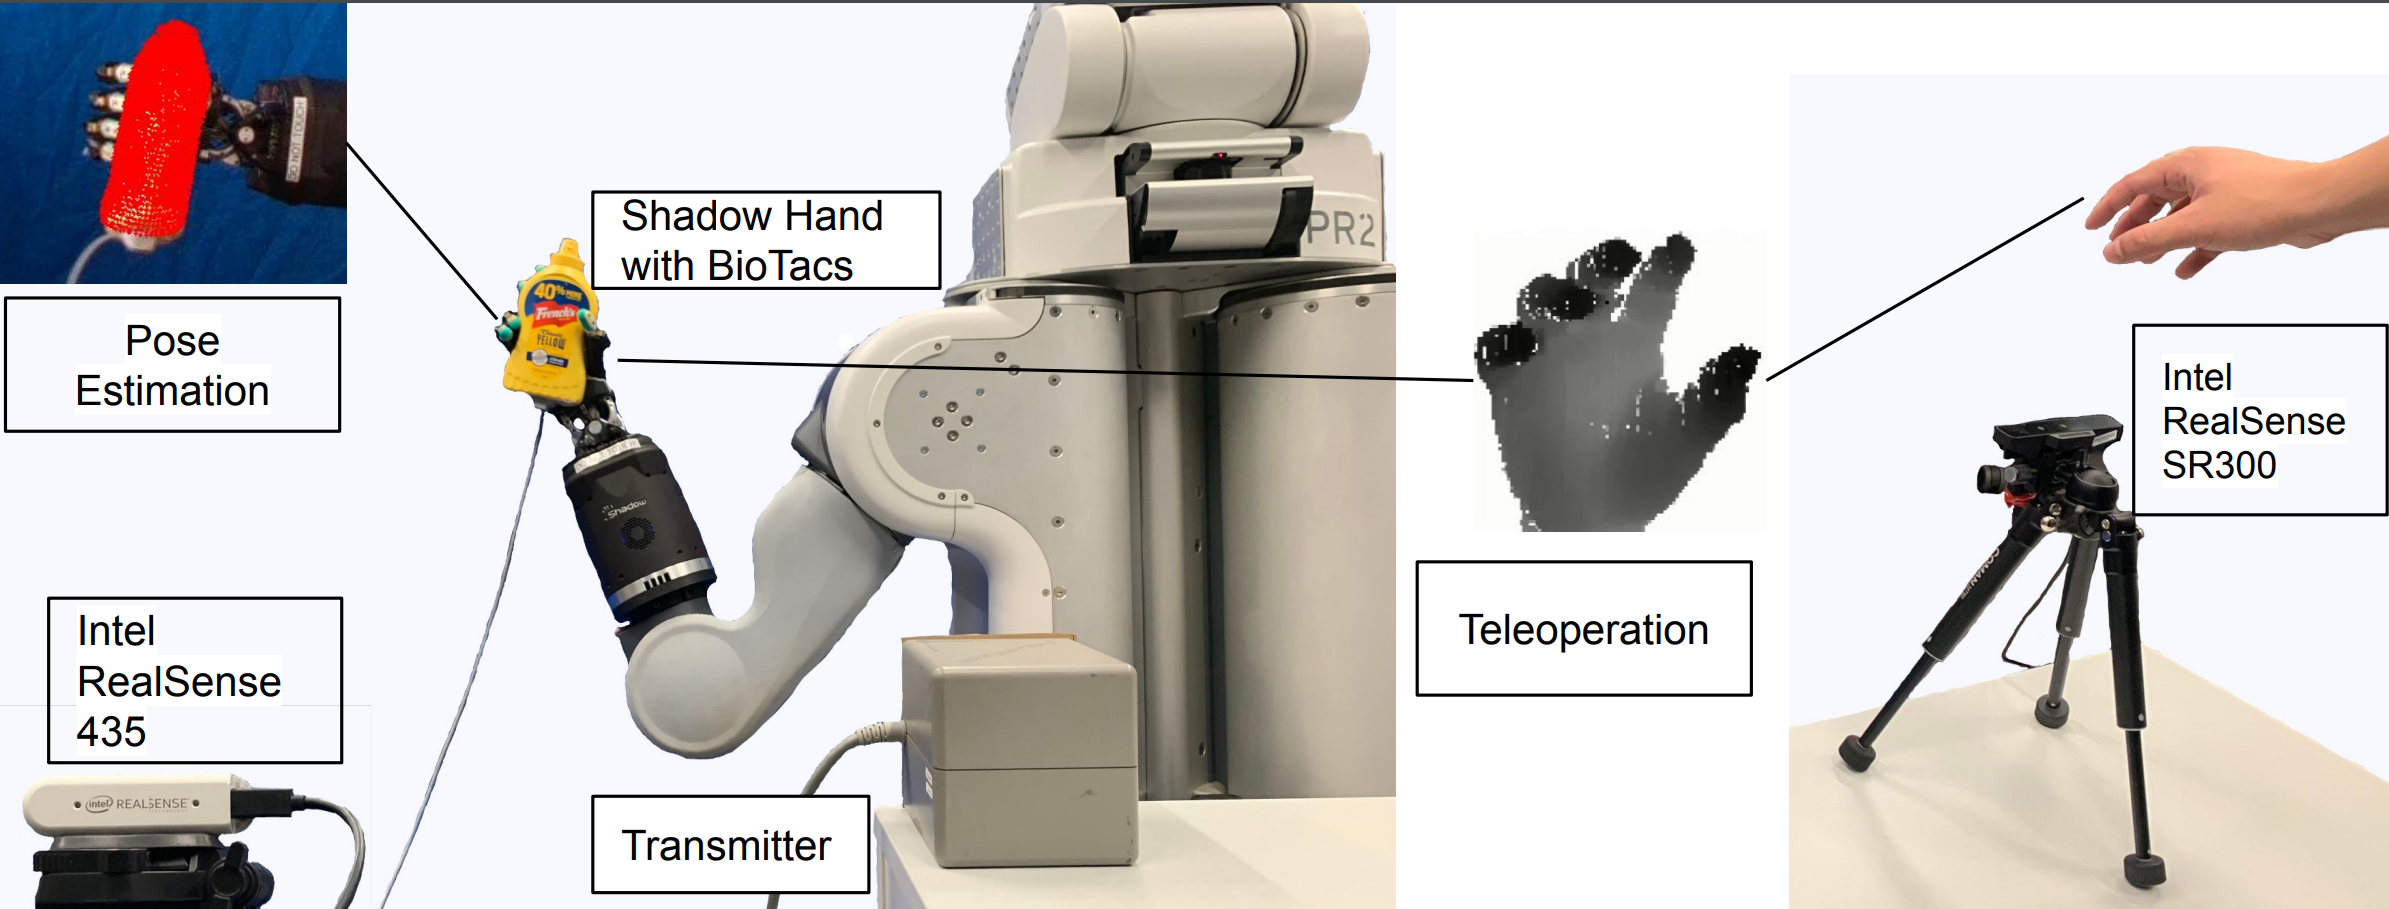 DO NOT TOUCH
Pose
Estimation
Shadow Hand
with BioTacs
40%
French's
YELLOW
PR2
Shadow
Intel
RealSense
435
intel REALSENSE
Transmitter
Teleoperation
Intel
RealSense
SR300